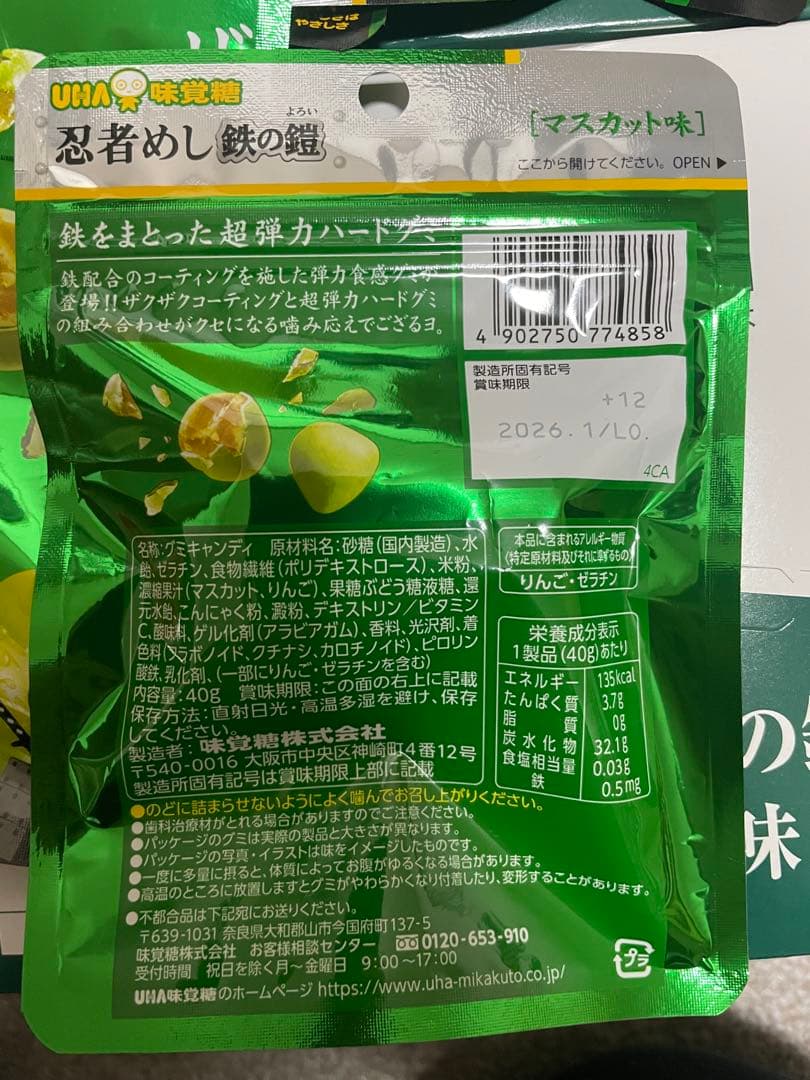 ことは
やさしさ
UHA 味覚糖
忍者めし 鉄の鎧
よろい
[マスカット味]
ここから開けてください。 OPEN ▶
鉄をまとった超弾力ハードグミ
鉄配合のコーティングを施した弾力食感グミが
登場!!ザクザクコーティングと超弾力ハードグミ
の組み合わせがクセになる噛み応えでござるヨ。
4 902750 774858
製造所固有記号
賞味期限
+12
2026.1/LO.
4CA
名称:グミキャンディ 原材料名:砂糖(国内製造)、水
飴、ゼラチン、食物繊維(ポリデキストロース)、米粉、
濃縮果汁(マスカット、りんご)、果糖ぶどう糖液糖、還
元水飴、こんにゃく粉、澱粉、デキストリン/ビタミン
C、酸味料、ゲル化剤(アラビアガム)、香料、光沢剤、着
色料(フラボノイド、クチナシ、カロチノイド)、ピロリン
酸鉄、乳化剤、(一部にりんご・ゼラチンを含む)
内容量:40g 賞味期限:この面の右上に記載
保存方法:直射日光・高温多湿を避け、保存
してください。
製造者:味覚糖株式会社
〒540-0016 大阪市中央区神崎町4番12号
製造所固有記号は賞味期限上部に記載
本品に含まれるアレルギー物質
(特定原材料及びそれに準ずるもの)
りんご・ゼラチン
栄養成分表示
1製品(40g)あたり
エネルギー 135kcal
たんぱく質 3.7g
脂質 0g
炭水化物 32.1g
食塩相当量 0.03g
鉄 0.5mg
●のどに詰まらせないようによく噛んでお召し上がりください。
●歯科治療材がとれる場合がありますのでご注意ください。
●パッケージのグミは実際の製品と大きさが異なります。
●パッケージの写真・イラストは味をイメージしたものです。
●一度に多量に摂ると、体質によってお腹がゆるくなる場合があります。
●高温のところに放置しますとグミがやわらかくなり付着したり、変形することがあります。
●不都合品は下記宛にお送りください。
〒639-1031 奈良県大和郡山市今国府町137-5
味覚糖株式会社 お客様相談センター 0120-653-910
受付時間 祝日を除く月〜金曜日 9:00〜17:00
UHA味覚糖のホームページ https://www.uha-mikakuto.co.jp/
プラ
の
味